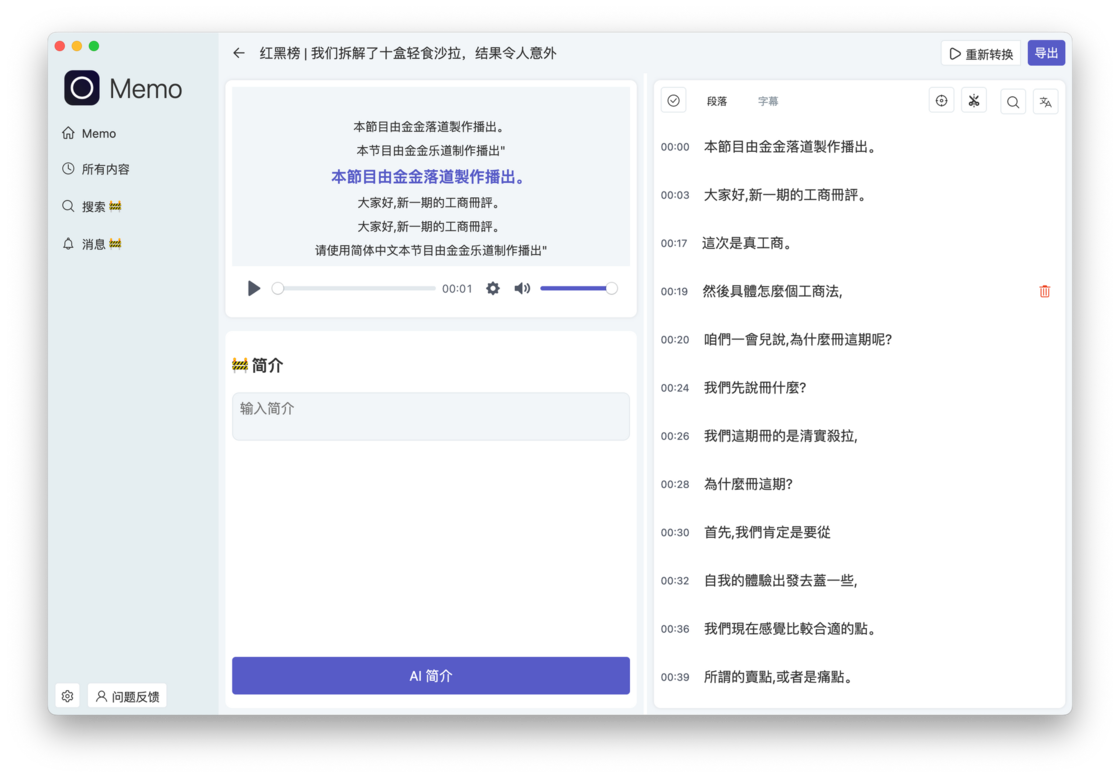 Memo
Memo
所有内容
搜索 🚧
消息 🚧
问题反馈
红黑榜 | 我们拆解了十盒轻食沙拉，结果令人意外
重新转换
导出
本節目由金金落道製作播出。
本节目由金金乐道制作播出"
本節目由金金落道製作播出。
大家好,新一期的工商冊評。
大家好,新一期的工商冊評。
请使用简体中文本节目由金金乐道制作播出"
00:01
🚧 简介
输入简介
AI 简介
段落 字幕
00:00 本節目由金金落道製作播出。
00:03 大家好,新一期的工商冊評。
00:17 這次是真工商。
00:19 然後具體怎麼個工商法,
00:20 咱們一會兒說,為什麼冊這期呢?
00:24 我們先說冊什麼?
00:26 我們這期冊的是清實殺拉,
00:28 為什麼冊這期?
00:30 首先,我們肯定是要從
00:32 自我的體驗出發去蓋一些,
00:36 我們現在感覺比較合適的點。
00:39 所謂的賣點,或者是痛點。